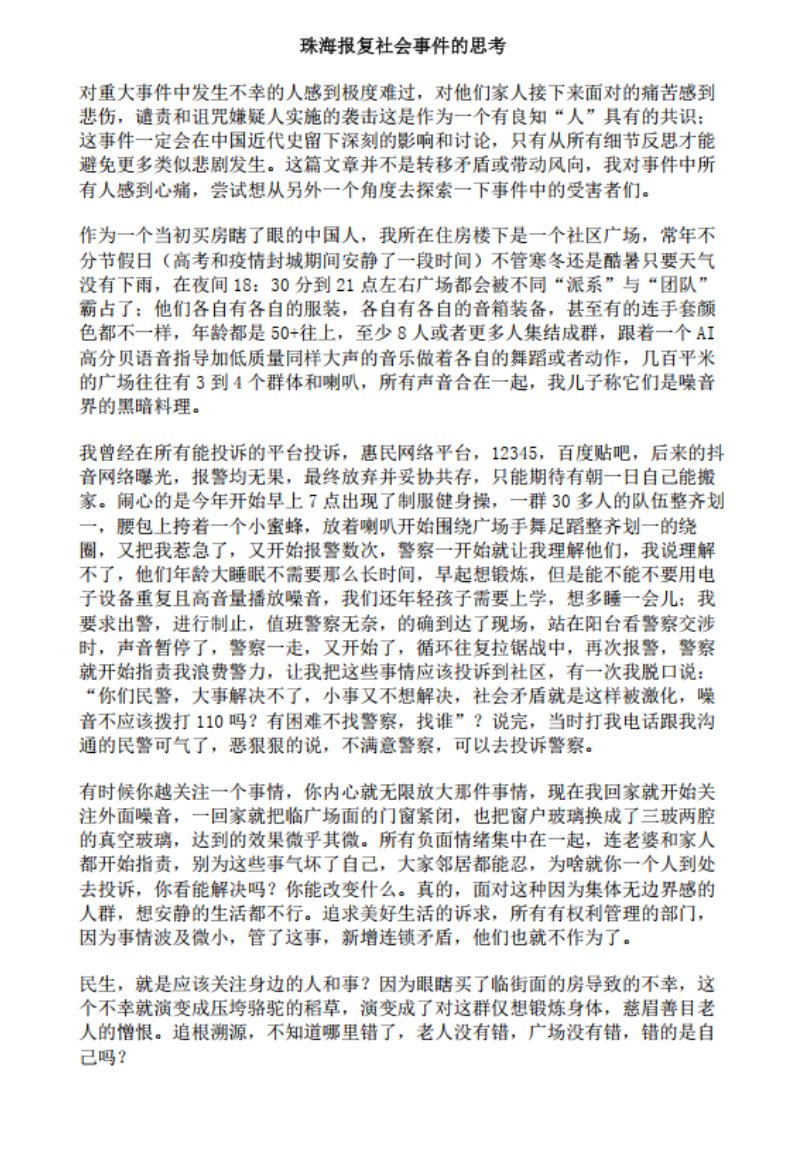 珠海报复社会事件的思考
对重大事件中发生不幸的人感到极度难过，对他们家人接下来面对的痛苦感到
悲伤，谴责和诅咒嫌疑人实施的袭击这是作为一个有良知“人”具有的共识；
这事件一定会在中国近代史留下深刻的影响和讨论，只有从所有细节反思才能
避免更多类似悲剧发生。这篇文章并不是转移矛盾或带动风向，我对事件中所
有人感到心痛，尝试想从另外一个角度去探索一下事件中的受害者们。
作为一个当初买房瞎了眼的中国人，我所在住房楼下是一个社区广场，常年不
分节假日（高考和疫情封城期间安静了一段时间）不管寒冬还是酷暑只要天气
没有下雨，在夜间18：30分到21点左右广场都会被不同“派系”与“团队”
霸占了；他们各自有各自的服装，各自有各自的音箱装备，甚至有的连手套颜
色都不一样，年龄都是50+往上，至少8人或者更多人集结成群，跟着一个AI
高分贝语音指导加低质量同样大声的音乐做着各自的舞蹈或者动作，几百平米
的广场往往有3到4个群体和喇叭，所有声音合在一起，我儿子称它们是噪音
界的黑暗料理。
我曾经在所有能投诉的平台投诉，惠民网络平台，12345，百度贴吧，后来的抖
音网络曝光，报警均无果，最终放弃并妥协共存，只能期待有朝一日自己能搬
家。闹心的是今年开始早上7点出现了制服健身操，一群30多人的队伍整齐划
一，腰包上挎着一个小蜜蜂，放着喇叭开始围绕广场手舞足蹈整齐划一的绕
圈，又把我惹急了，又开始报警数次，警察一开始就让我理解他们，我说理解
不了，他们年龄大睡眠不需要那么长时间，早起想锻炼，但是能不能不要用电
子设备重复且高音量播放噪音，我们还年轻孩子需要上学，想多睡一会儿；我
要求出警，进行制止，值班警察无奈，的确到达了现场，站在阳台看警察交涉
时，声音暂停了，警察一走，又开始了，循环往复拉锯战中，再次报警，警察
就开始指责我浪费警力，让我把这些事情应该投诉到社区，有一次我脱口说：
“你们民警，大事解决不了，小事又不想解决，社会矛盾就是这样被激化，噪
音不应该拨打110吗？有困难不找警察，找谁”？说完，当时打我电话跟我沟
通的民警可气了，恶狠狠的说，不满意警察，可以去投诉警察。
有时候你越关注一个事情，你内心就无限放大那件事情，现在我回家就开始关
注外面噪音，一回家就把临广场面的门窗紧闭，也把窗户玻璃换成了三玻两腔
的真空玻璃，达到的效果微乎其微。所有负面情绪集中在一起，连老婆和家人
都开始指责，别为这些事气坏了自己，大家邻居都能忍，为啥就你一个人到处
去投诉，你看能解决吗？你能改变什么。真的，面对这种因为集体无边界感的
人群，想安静的生活都不行。追求美好生活的诉求，所有有权利管理的部门，
因为事情波及微小，管了这事，新增连锁矛盾，他们也就不作为了。
民生，就是应该关注身边的人和事？因为眼瞎买了临街面的房导致的不幸，这
个不幸就演变成压垮骆驼的稻草，演变成了对这群仅想锻炼身体，慈眉善目老
人的憎恨。追根溯源，不知道哪里错了，老人没有错，广场没有错，错的是自
己吗？